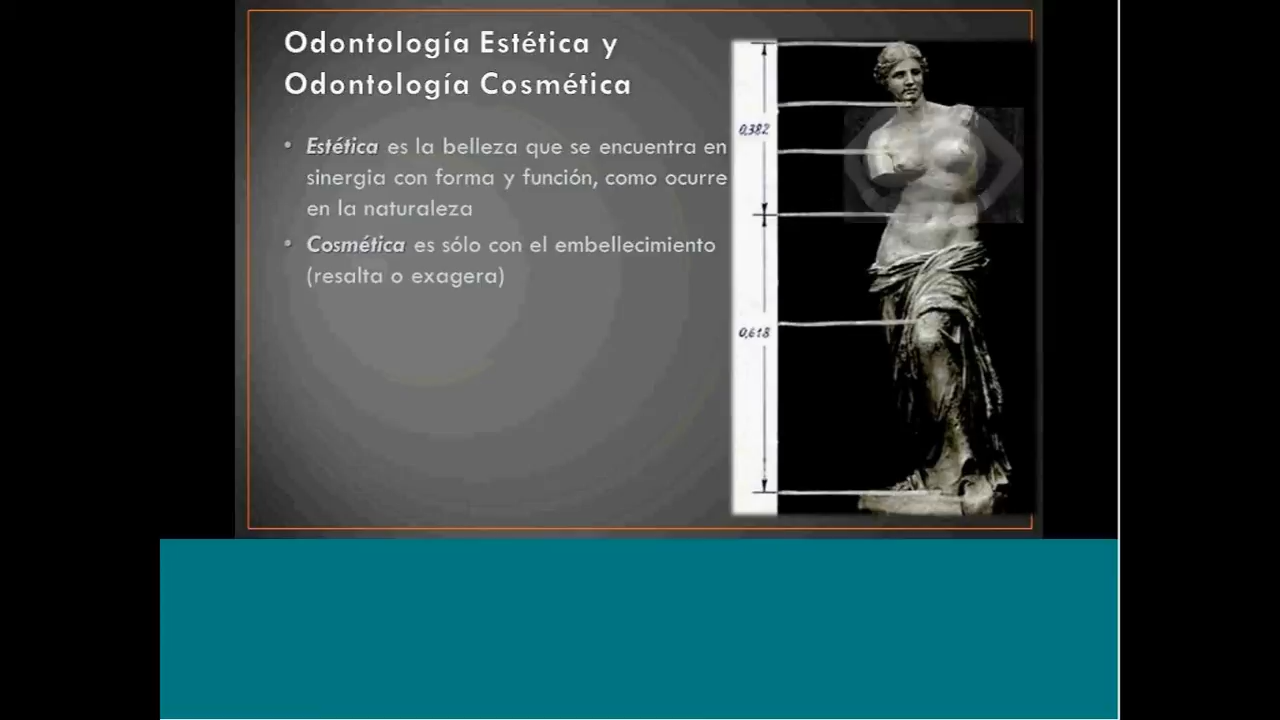 Odontología Estética y
Odontología Cosmética
• Estética es la belleza que se encuentra en
sinergia con forma y función, como ocurre
en la naturaleza
• Cosmética es sólo con el embellecimiento
(resalta o exagera)
0,382
0,618